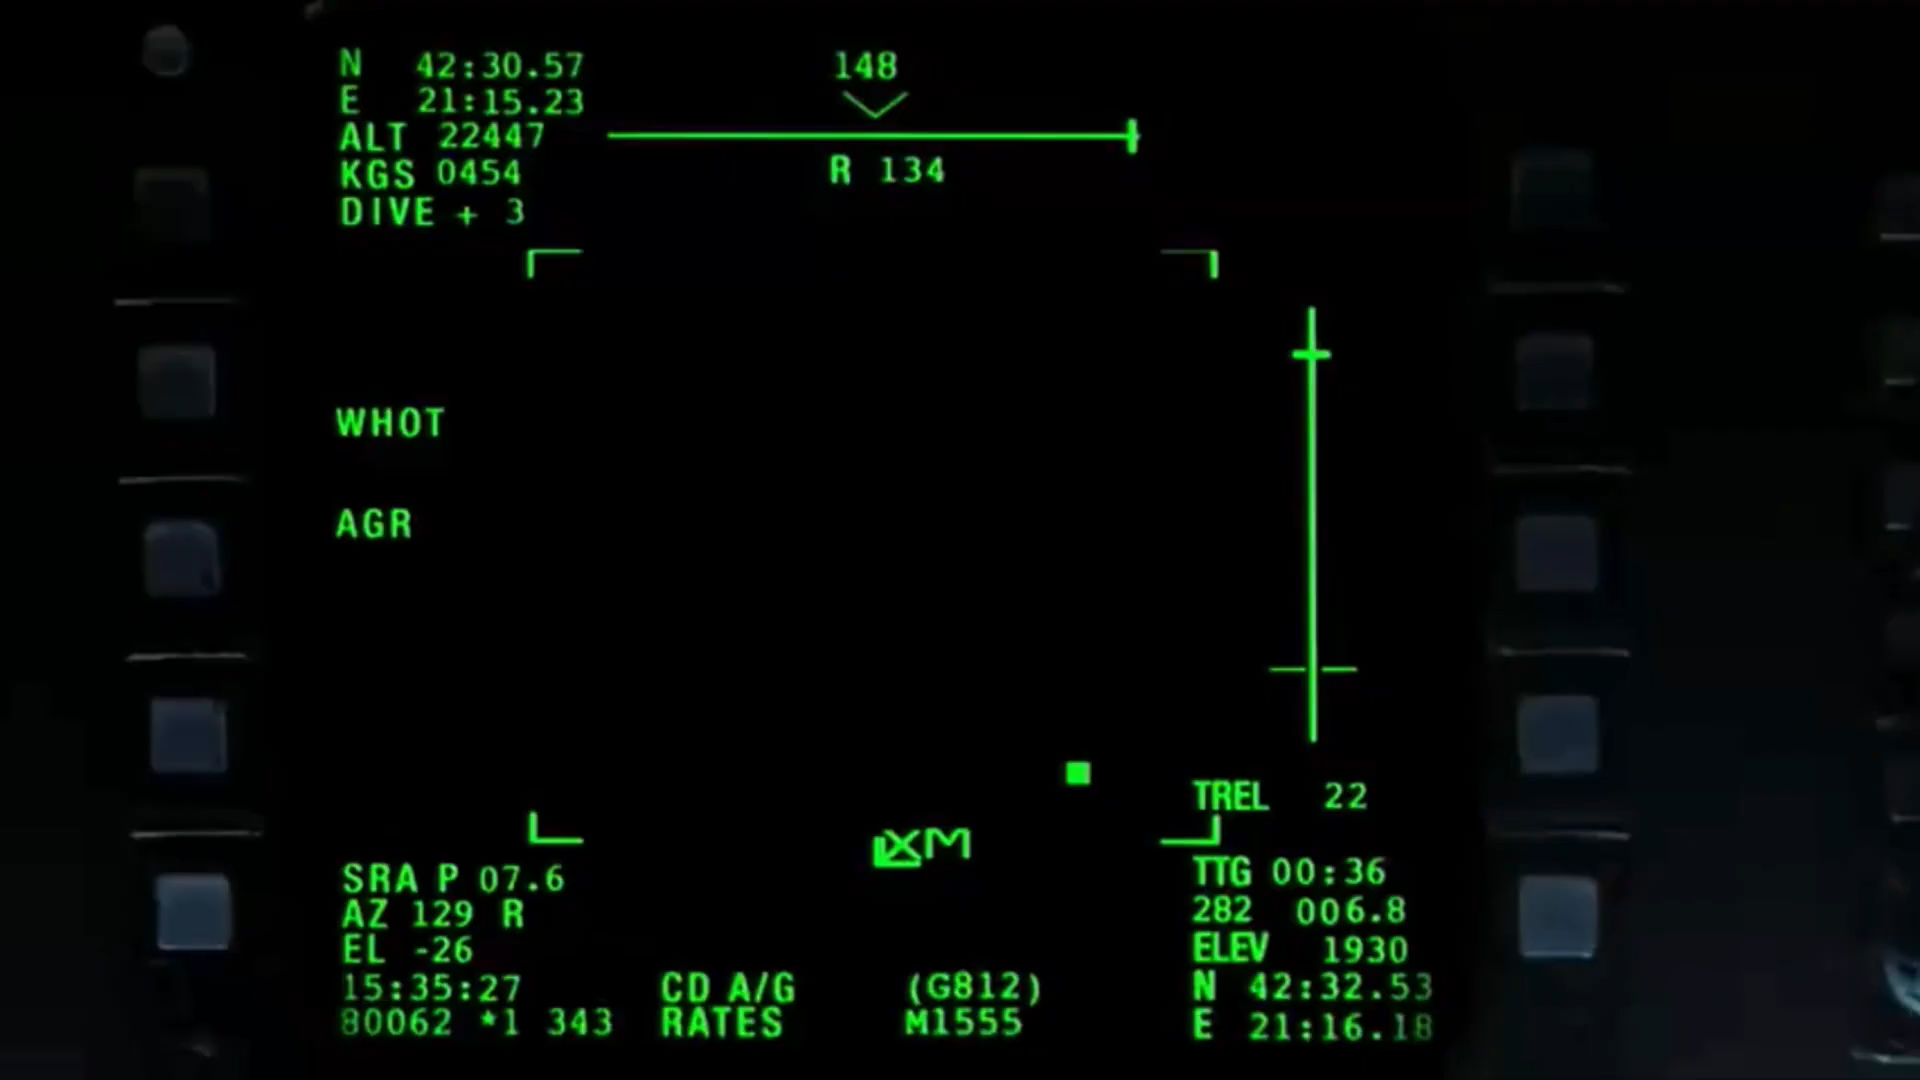 N 42:30.57
E 21:15.23
ALT 22447
KGS 0454
DIVE + 3
148
R 134
WHOT
AGR
TREL 22
XM
SRA P 07.6
AZ 129 R
EL -26
15:35:27
80062 *1 343
CD A/G
RATES
(G812)
M1555
TTG 00:36
282 006.8
ELEV 1930
N 42:32.53
E 21:16.18